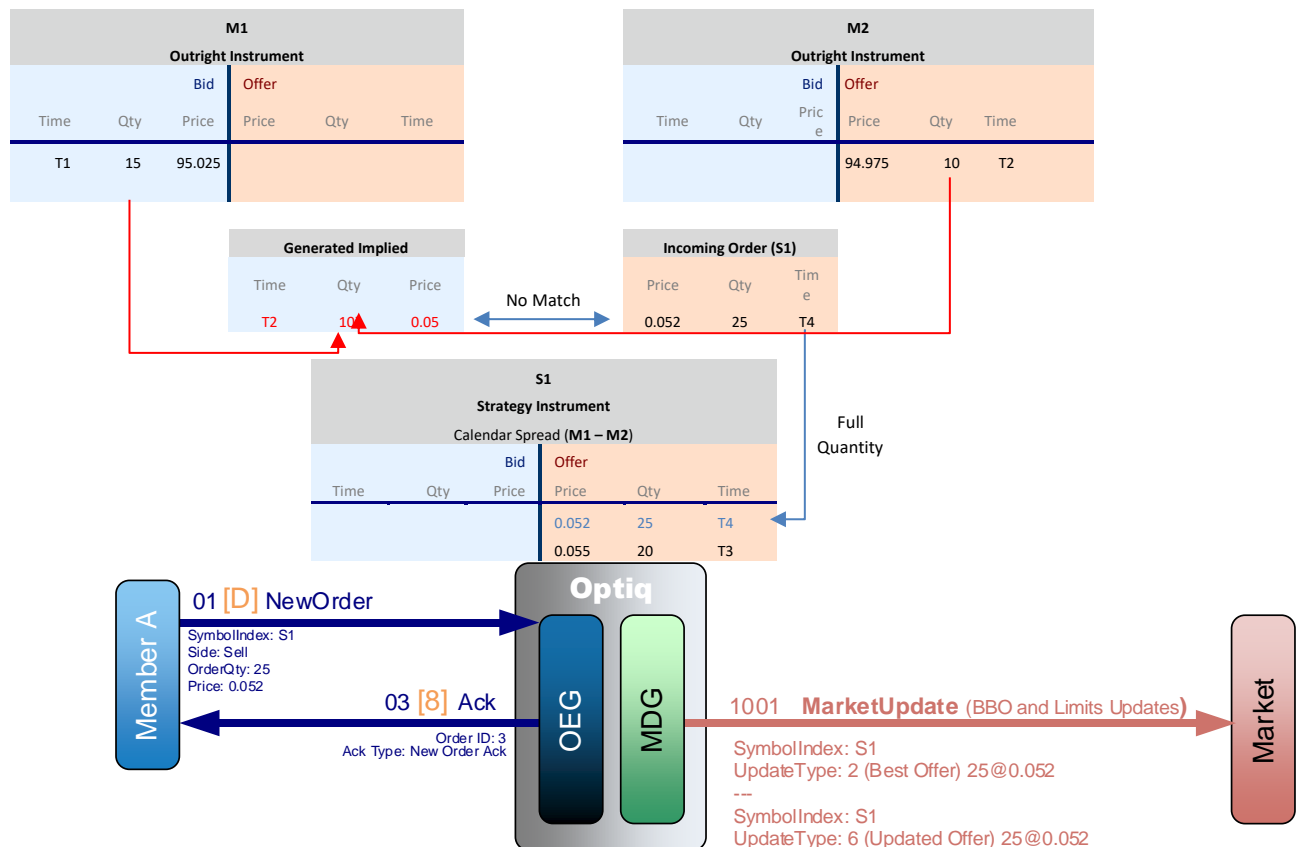 M1
Outright Instrument
Bid Offer
Time Qty Price Price Qty Time
T1 15 95.025
M2
Outright Instrument
Bid Offer
Time Qty Pric
e Price Qty Time
94.975 10 T2
Generated Implied
Time Qty Price
T2 10 0.05
No Match
Incoming Order (S1)
Price Qty Tim
e
0.052 25 T4
Full
Quantity
S1
Strategy Instrument
Calendar Spread (M1 – M2)
Bid Offer
Time Qty Price Price Qty Time
0.052 25 T4
0.055 20 T3
Member A
01 [D] NewOrder
SymbolIndex: S1
Side: Sell
OrderQty: 25
Price: 0.052
03 [8] Ack
Order ID: 3
Ack Type: New Order Ack
Optiq
OEG
MDG
1001 MarketUpdate (BBO and Limits Updates)
SymbolIndex: S1
UpdateType: 2 (Best Offer) 25@0.052
---
SymbolIndex: S1
UpdateType: 6 (Updated Offer) 25@0.052
Market